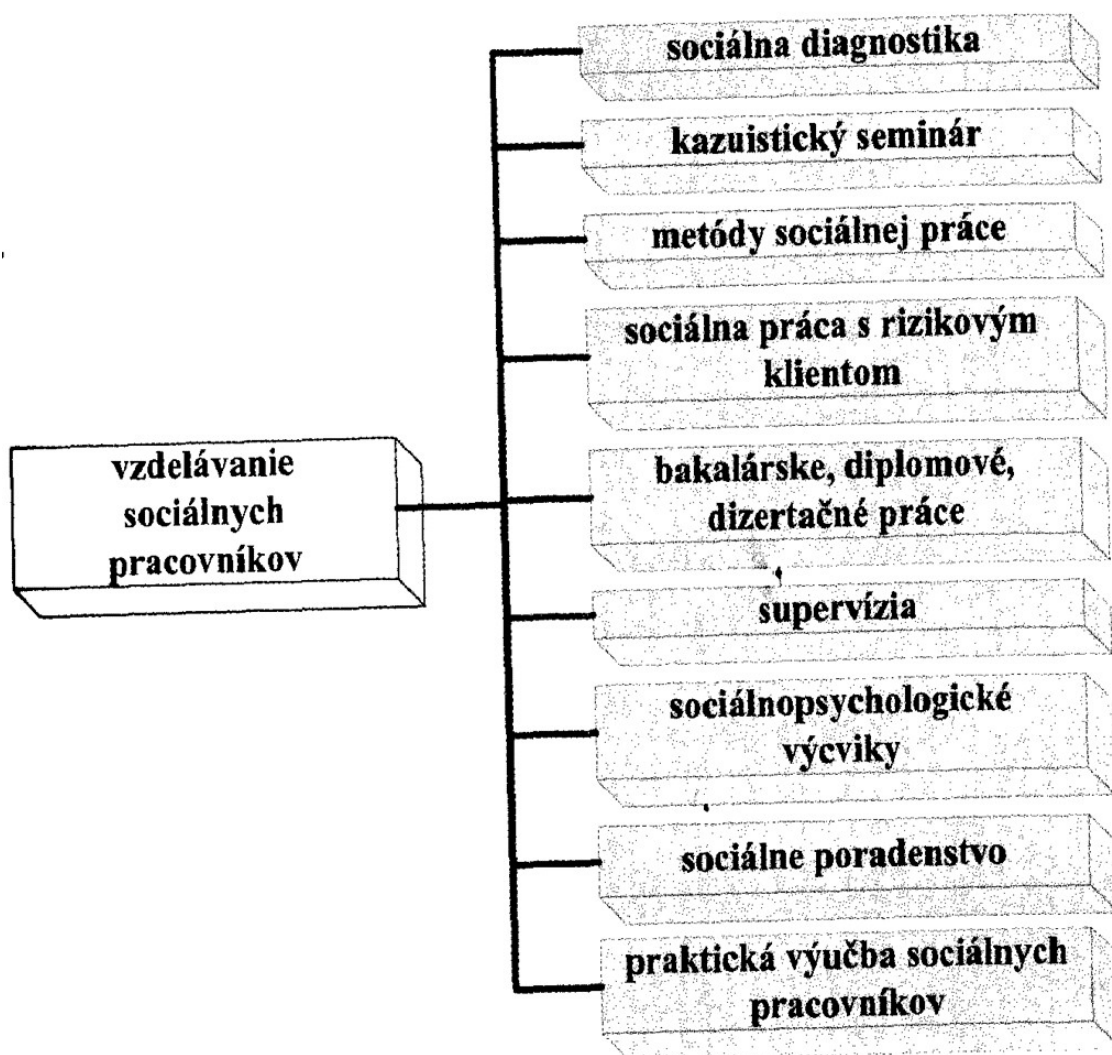 sociálna diagnostika
kazuistický seminár
metódy sociálnej práce
sociálna práca s rizikovým
klientom
vzdelávanie
sociálnych
pracovníkov
bakalárske, diplomové,
dizertačné práce
supervízia
sociálnopsychologické
výcviky
sociálne poradenstvo
praktická výučba sociálnych
pracovníkov